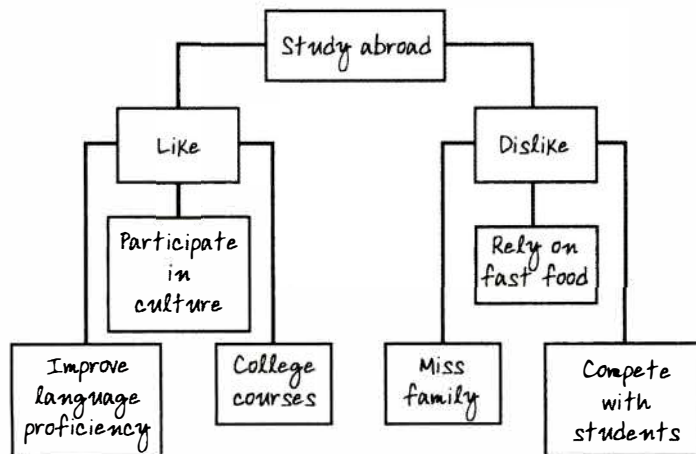 Study abroad
Like
Dislike
Participate
in
culture
Rely on
fast food
Improve
language
proficiency
College
courses
Miss
family
Compete
with
students